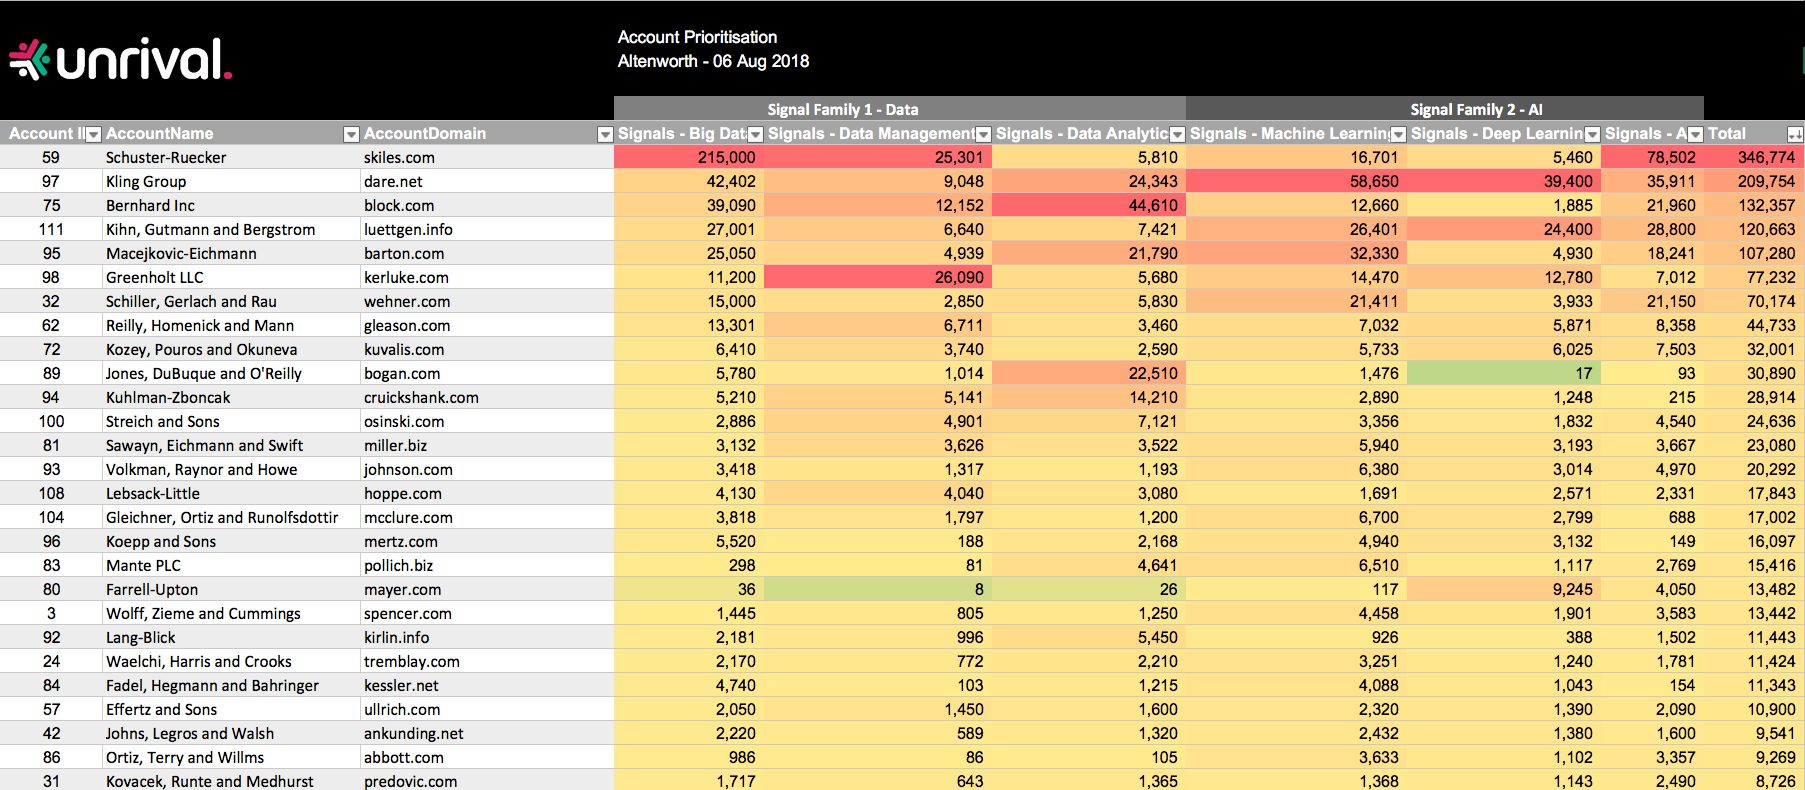 unrival.
Account Prioritisation
Altenworth - 06 Aug 2018
Signal Family 1 - Data Signal Family 2 - AI
Account I AccountName AccountDomain Signals - Big Dat Signals - Data Management Signals - Data Analytic Signals - Machine Learning Signals - Deep Learnin Signals - A Total
59 Schuster-Ruecker skiles.com 215,000 25,301 5,810 16,701 5,460 78,502 346,774
97 Kling Group dare.net 42,402 9,048 24,343 58,650 39,400 35,911 209,754
75 Bernhard Inc block.com 39,090 12,152 44,610 12,660 1,885 21,960 132,357
111 Kihn, Gutmann and Bergstrom luettgen.info 27,001 6,640 7,421 26,401 24,400 28,800 120,663
95 Macejkovic-Eichmann barton.com 25,050 4,939 21,790 32,330 4,930 18,241 107,280
98 Greenholt LLC kerluke.com 11,200 26,090 5,680 14,470 12,780 7,012 77,232
32 Schiller, Gerlach and Rau wehner.com 15,000 2,850 5,830 21,411 3,933 21,150 70,174
62 Reilly, Homenick and Mann gleason.com 13,301 6,711 3,460 7,032 5,871 8,358 44,733
72 Kozey, Pouros and Okuneva kuvalis.com 6,410 3,740 2,590 5,733 6,025 7,503 32,001
89 Jones, DuBuque and O'Reilly bogan.com 5,780 1,014 22,510 1,476 17 93 30,890
94 Kuhlman-Zboncak cruickshank.com 5,210 5,141 14,210 2,890 1,248 215 28,914
100 Streich and Sons osinski.com 2,886 4,901 7,121 3,356 1,832 4,540 24,636
81 Sawayn, Eichmann and Swift miller.biz 3,132 3,626 3,522 5,940 3,193 3,667 23,080
93 Volkman, Raynor and Howe johnson.com 3,418 1,317 1,193 6,380 3,014 4,970 20,292
108 Lebsack-Little hoppe.com 4,130 4,040 3,080 1,691 2,571 2,331 17,843
104 Gleichner, Ortiz and Runolfsdottir mcclure.com 3,818 1,797 1,200 6,700 2,799 688 17,002
96 Koepp and Sons mertz.com 5,520 188 2,168 4,940 3,132 149 16,097
83 Mante PLC pollich.biz 298 81 4,641 6,510 1,117 2,769 15,416
80 Farrell-Upton mayer.com 36 8 26 117 9,245 4,050 13,482
3 Wolff, Zieme and Cummings spencer.com 1,445 805 1,250 4,458 1,901 3,583 13,442
92 Lang-Blick kirlin.info 2,181 996 5,450 926 388 1,502 11,443
24 Waelchi, Harris and Crooks tremblay.com 2,170 772 2,210 3,251 1,240 1,781 11,424
84 Fadel, Hegmann and Bahringer kessler.net 4,740 103 1,215 4,088 1,043 154 11,343
57 Effertz and Sons ullrich.com 2,050 1,450 1,600 2,320 1,390 2,090 10,900
42 Johns, Legros and Walsh ankunding.net 2,220 589 1,320 2,432 1,380 1,600 9,541
86 Ortiz, Terry and Willms abbott.com 986 86 105 3,633 1,102 3,357 9,269
31 Kovacek, Runte and Medhurst predovic.com 1,717 643 1,365 1,368 1,143 2,490 8,726